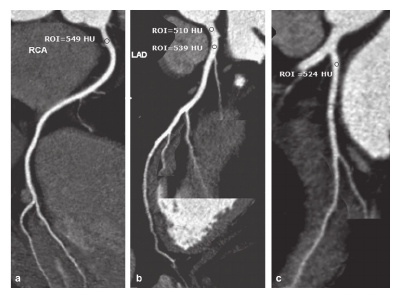 ROI=549 HU
RCA
a
ROI=510 HU
ROI=539 HU
LAD
b
ROI =524 HU
c